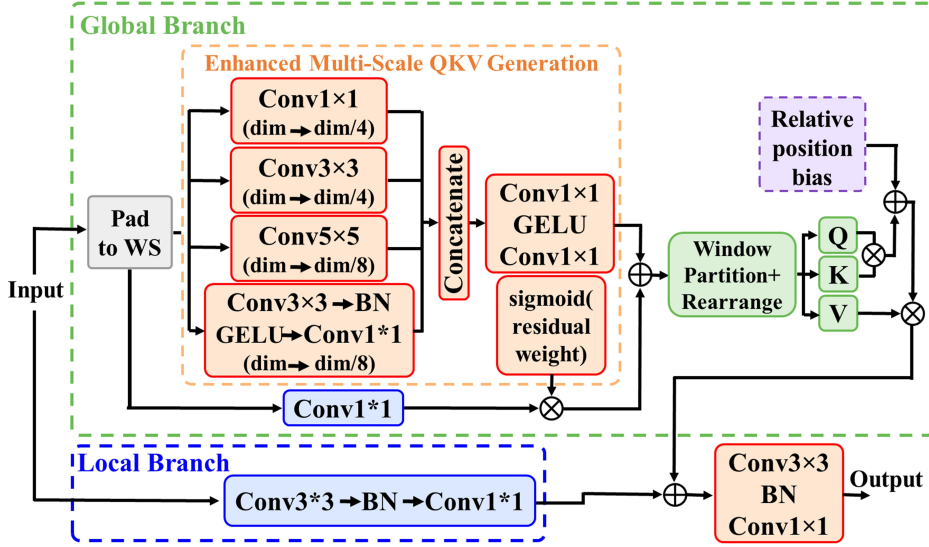 Global Branch
Enhanced Multi-Scale QKV Generation
Conv1×1
(dim→dim/4)
Conv3×3
(dim→dim/4)
Conv5×5
(dim→dim/8)
Conv3×3→BN
GELU→Conv1*1
(dim→dim/8)
Concatenate
Conv1×1
GELU
Conv1×1
sigmoid(
residual
weight)
Pad
to WS
Input
Conv1*1
Window
Partition+
Rearrange
Q
K
V
Relative
position
bias
Local Branch
Conv3*3→BN→Conv1*1
Conv3×3
BN
Conv1×1
Output